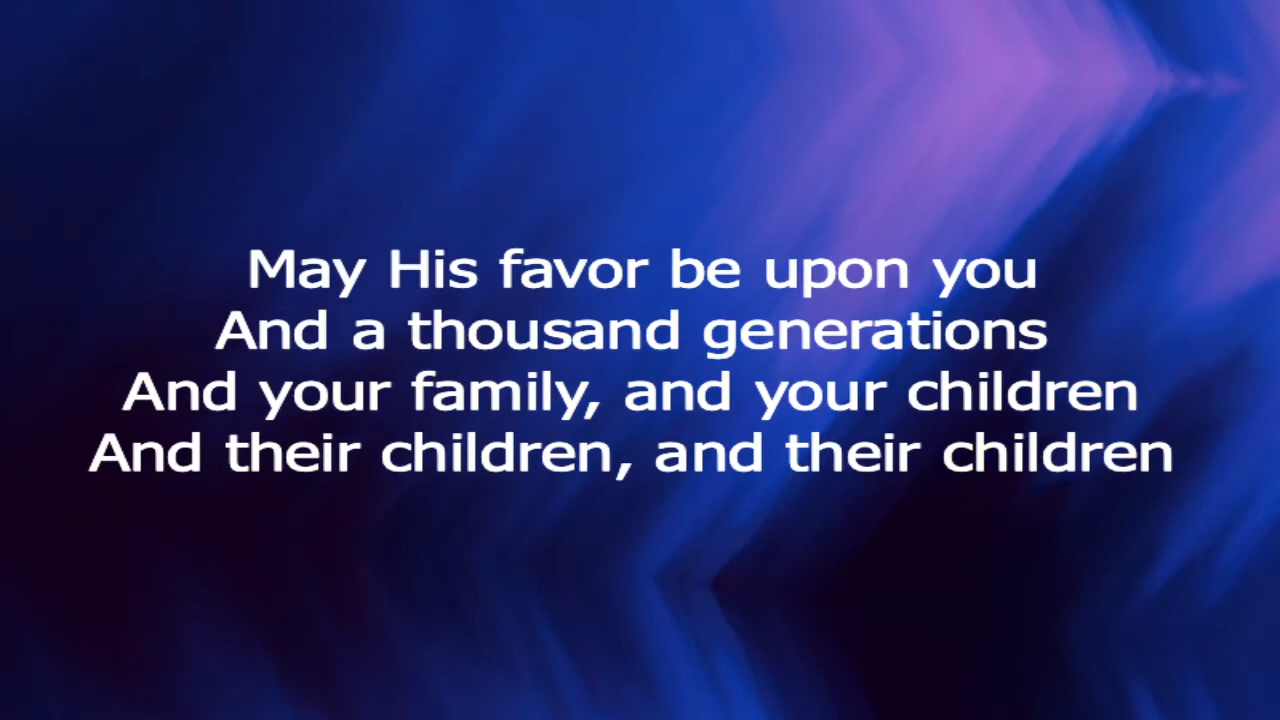 May His favor be upon you
And a thousand generations
And your family, and your children
And their children, and their children